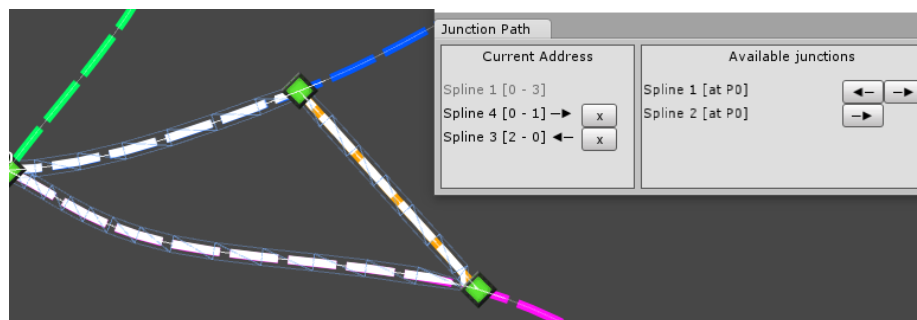 Junction Path
Current Address
Spline 1 [0 - 3]
Spline 4 [0 - 1]
x
Spline 3 [2 - 0]
x
Available junctions
Spline 1 [at P0]
Spline 2 [at P0]